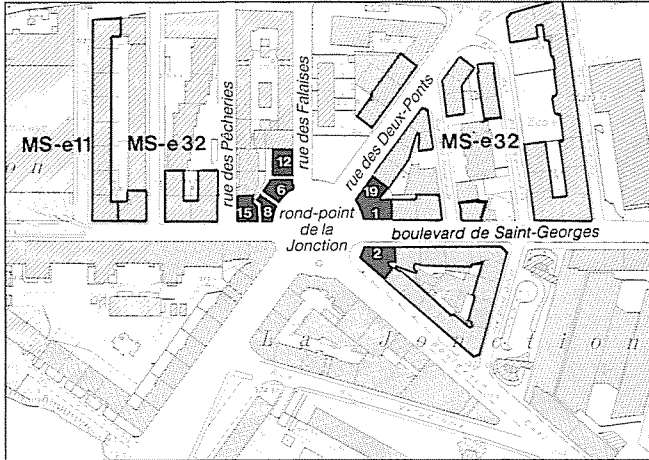 MS-e11
MS-e32
rue des Pêcheries
rue des Falaises
rue des Deux-Ponts
MS-e32
12
6
8
15
19
1
2
rond-point
de la
Jonction
boulevard de Saint-Georges
La Jonction